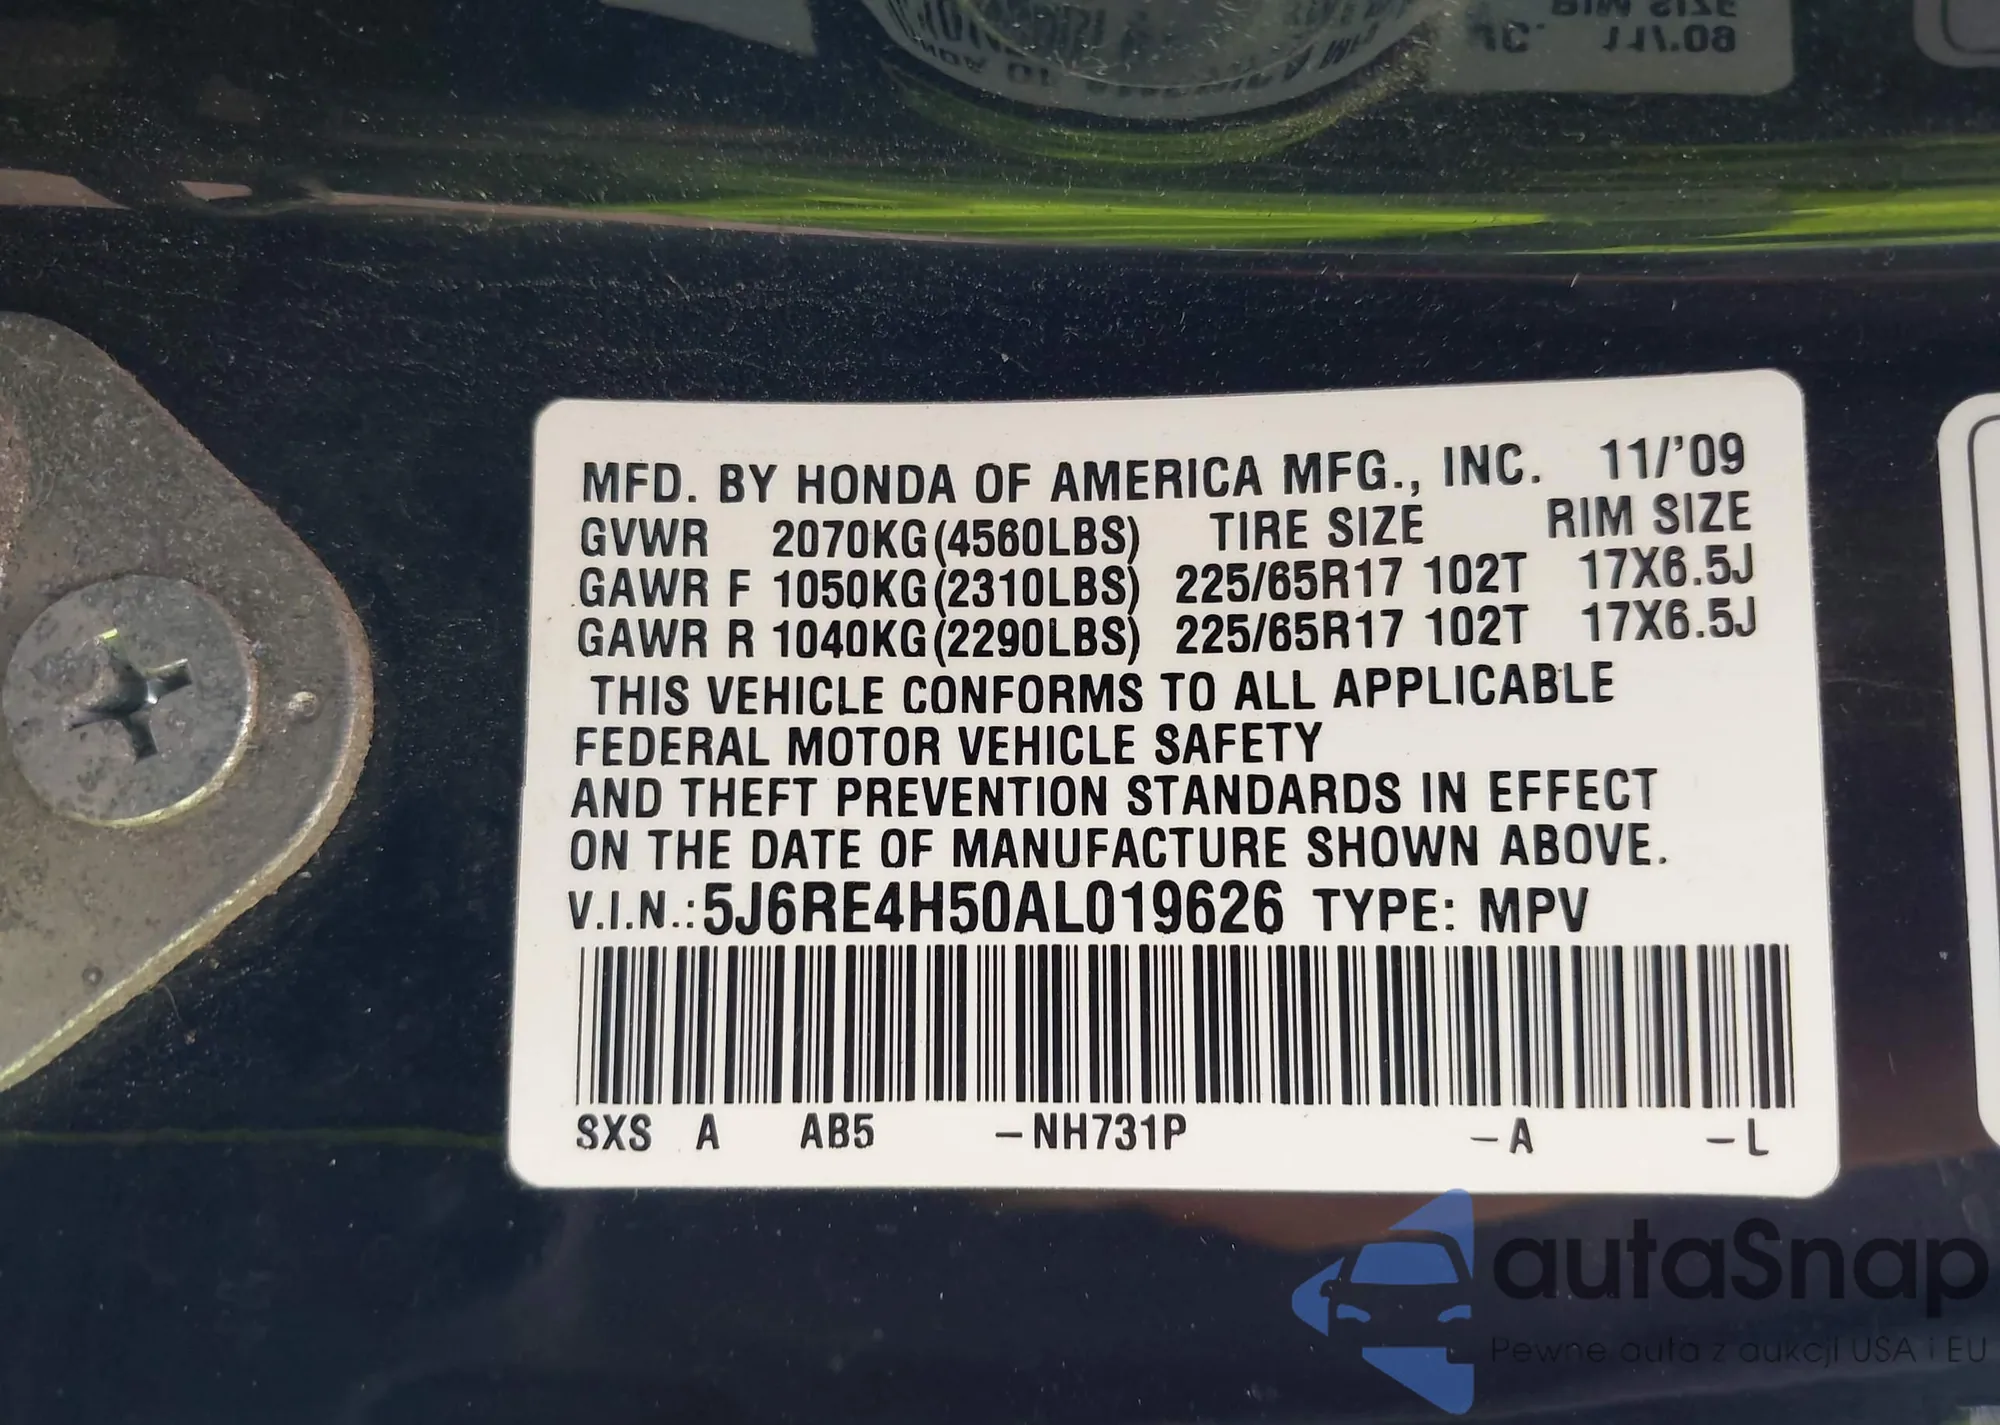 MFD. BY HONDA OF AMERICA MFG., INC. 11/'09
GVWR 2070KG(4560LBS) TIRE SIZE RIM SIZE
GAWR F 1050KG(2310LBS) 225/65R17 102T 17X6.5J
GAWR R 1040KG(2290LBS) 225/65R17 102T 17X6.5J
THIS VEHICLE CONFORMS TO ALL APPLICABLE
FEDERAL MOTOR VEHICLE SAFETY
AND THEFT PREVENTION STANDARDS IN EFFECT
ON THE DATE OF MANUFACTURE SHOWN ABOVE.
V.I.N.:5J6RE4H50AL019626 TYPE: MPV
SXS A AB5 -NH731P -A -L
autaSnap
Pewne auta z aukcji USA i EU